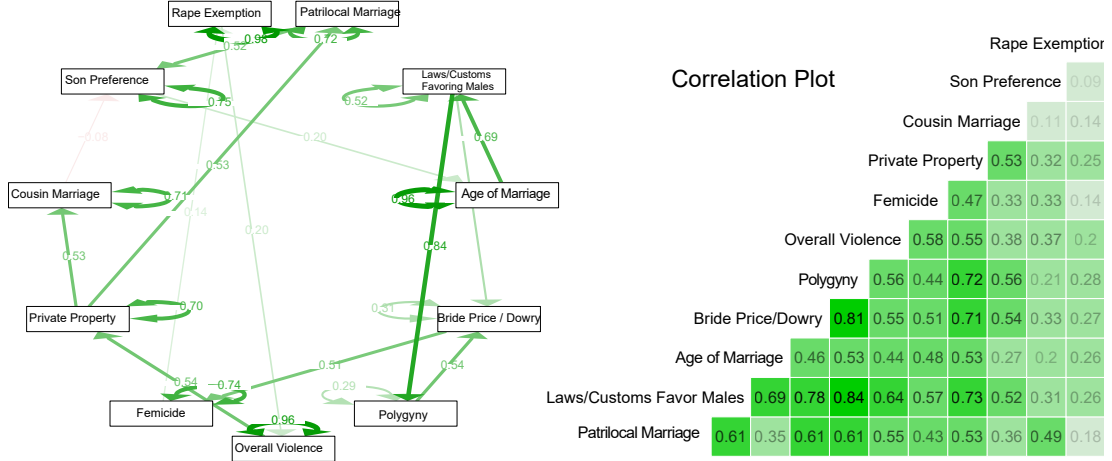 Rape Exemption
Patrilocal Marriage
0.98
0.72
0.52
Son Preference
0.75
Laws/Customs
Favoring Males
0.52
−0.08
0.20
0.69
0.53
Cousin Marriage
0.71
Age of Marriage
0.96
0.14
0.20
0.84
0.53
Private Property
0.70
0.31
Bride Price / Dowry
0.51
0.54
0.54
−0.74
0.29
Femicide
Polygyny
0.96
Overall Violence
Correlation Plot
Rape Exemption
Son Preference 0.09
Cousin Marriage 0.11 0.14
Private Property 0.53 0.32 0.25
Femicide 0.47 0.33 0.33 0.14
Overall Violence 0.58 0.55 0.38 0.37 0.2
Polygyny 0.56 0.44 0.72 0.56 0.21 0.28
Bride Price/Dowry 0.81 0.55 0.51 0.71 0.54 0.33 0.27
Age of Marriage 0.46 0.53 0.44 0.48 0.53 0.27 0.2 0.26
Laws/Customs Favor Males 0.69 0.78 0.84 0.64 0.57 0.73 0.52 0.31 0.26
Patrilocal Marriage 0.61 0.35 0.61 0.61 0.55 0.43 0.53 0.36 0.49 0.18